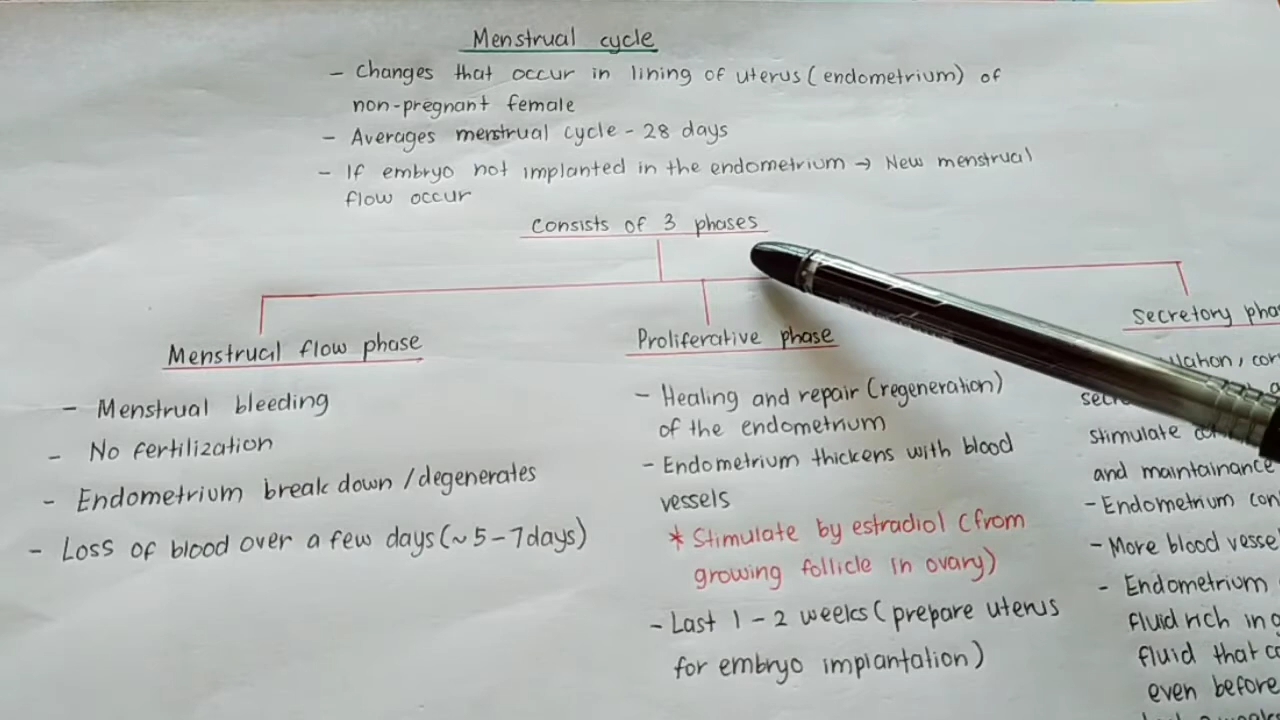 Menstrual cycle
- Changes that occur in lining of uterus (endometrium) of
non-pregnant female
- Averages menstrual cycle - 28 days
- If embryo not implanted in the endometrium → New menstrual
flow occur
Consists of 3 phases
Menstrual flow phase
- Menstrual bleeding
- No fertilization
- Endometrium break down / degenerates
- Loss of blood over a few days (~ 5 - 7 days)
Proliferative phase
- Healing and repair (regeneration)
of the endometrium
- Endometrium thickens with blood
vessels
* Stimulate by estradiol (from
growing follicle in ovary)
- Last 1 - 2 weeks (prepare uterus
for embryo implantation)
Secretory
stimulate
and maintainance
- Endometrium
- More blood
- Endometrium
fluid rich in
fluid that
even before